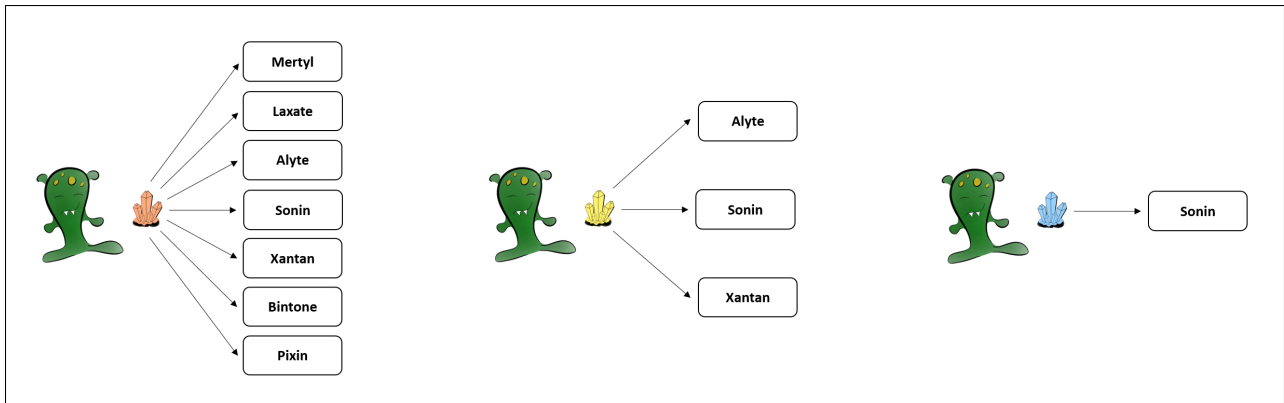 Mertyl
Laxate
Alyte
Sonin
Xantan
Bintone
Pixin
Alyte
Sonin
Xantan
Sonin